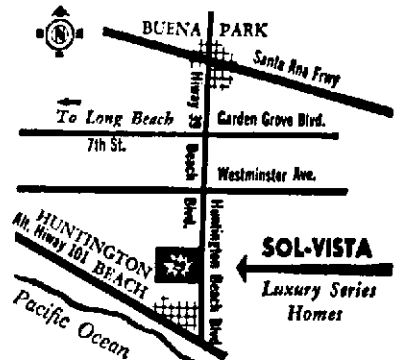 N
BUENA PARK
Santa Ana Frwy
Hiway 39
To Long Beach
Garden Grove Blvd.
7th St.
Beach Blvd.
Westminster Ave.
HUNTINGTON BEACH
Alt. Hiway 101
Huntington Beach Blvd.
SOL-VISTA
Luxury Series
Homes
Pacific Ocean